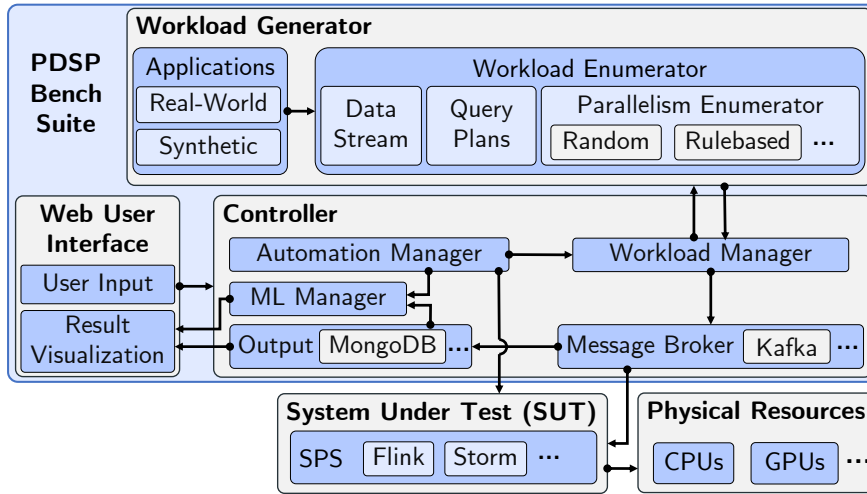 Workload Generator
PDSP
Bench
Suite
Applications
Real-World
Synthetic
Workload Enumerator
Data
Stream
Query
Plans
Parallelism Enumerator
Random
Rulebased
...
Web User
Interface
User Input
Result
Visualization
Controller
Automation Manager
Workload Manager
ML Manager
Output
MongoDB
...
Message Broker
Kafka
...
System Under Test (SUT)
SPS
Flink
Storm
...
Physical Resources
CPUs
GPUs
...